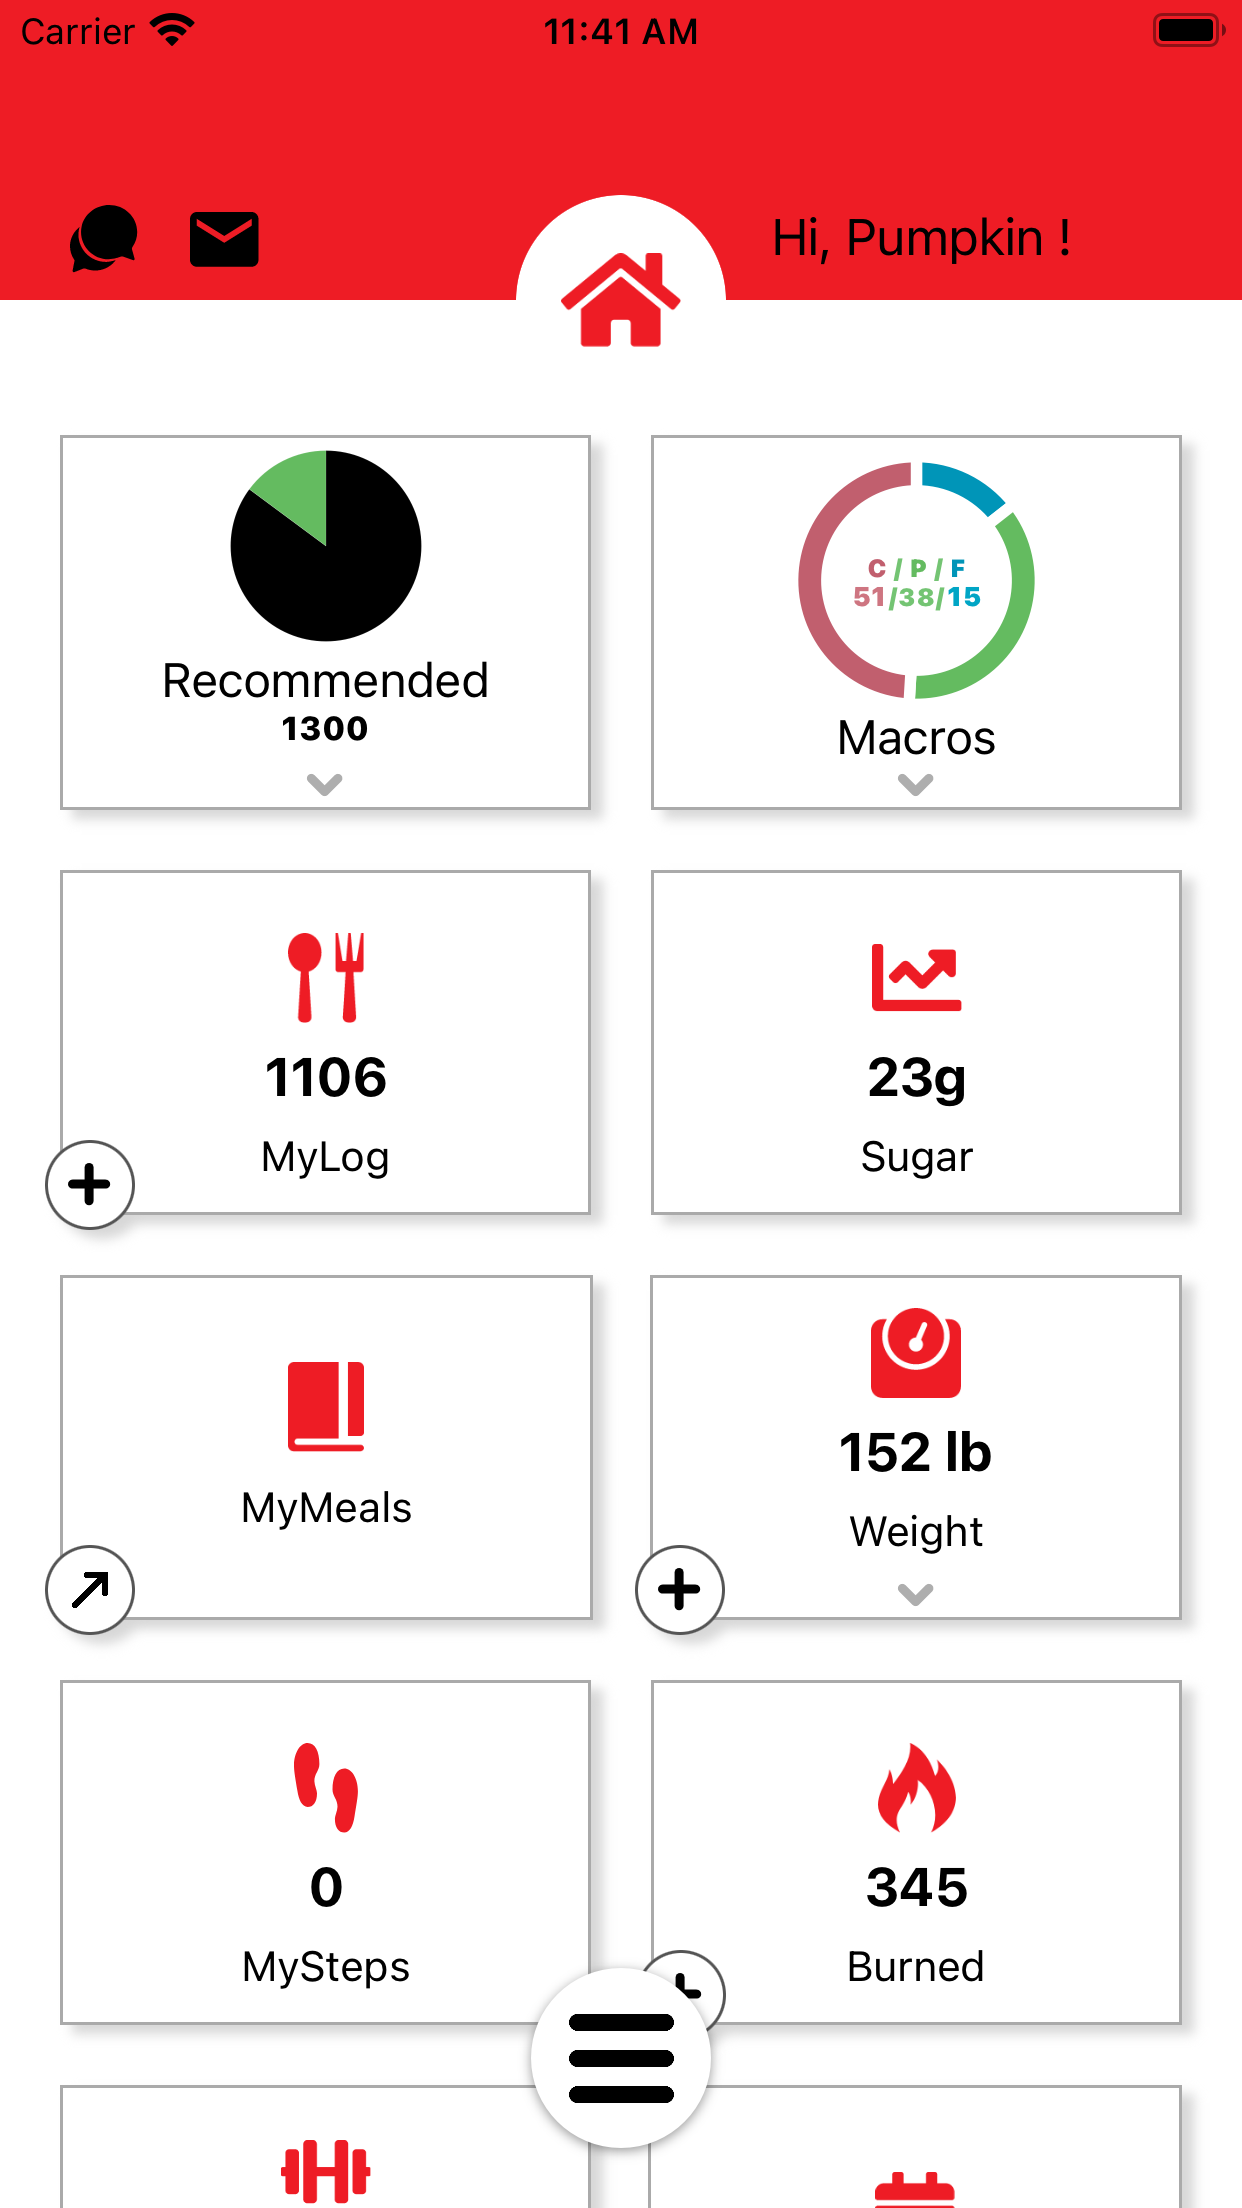 Carrier 11:41 AM
Hi, Pumpkin !
Recommended
1300
C / P / F
51/38/15
Macros
1106
MyLog
23g
Sugar
MyMeals
152 lb
Weight
0
MySteps
345
Burned